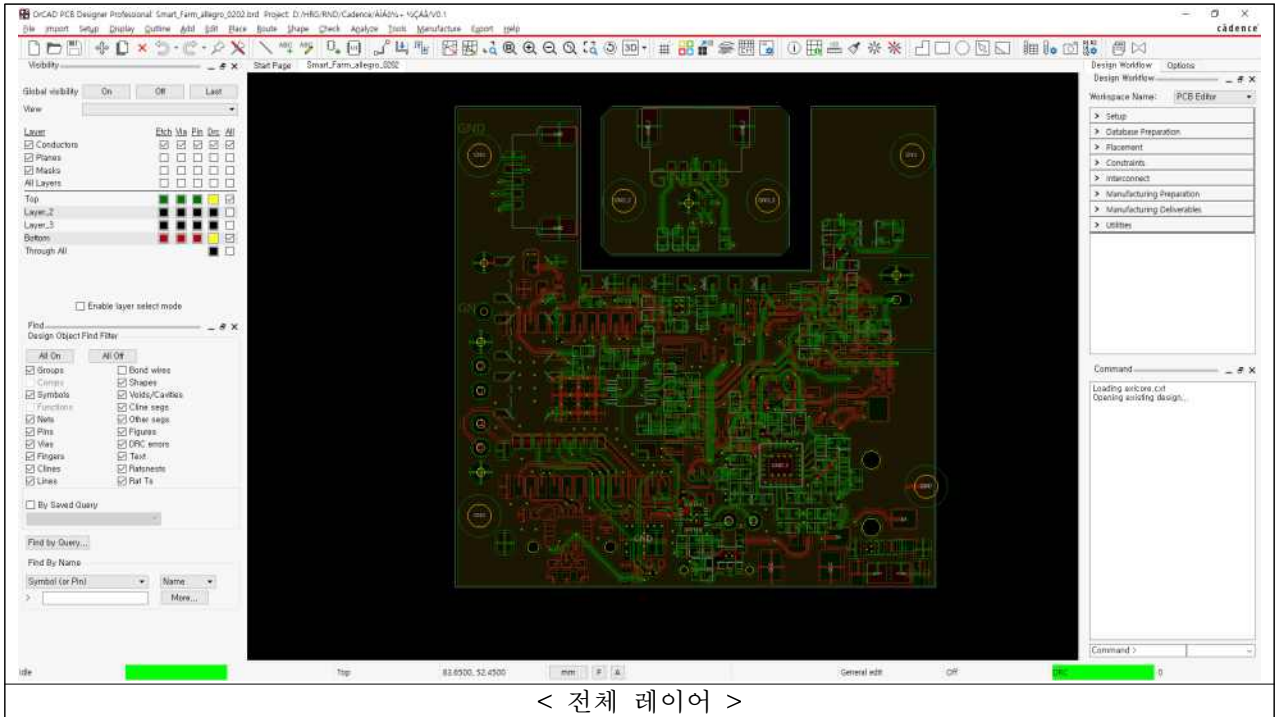 OrCAD PCB Designer Professional: Smart_Farm_allegro_0202.brd Project: D:/HRG/RND/Cadence/
File Import Setup Display Outline Add Edit Place Route Shape Check Analyze Tools Manufacture Export Help
cādence
Visibility
Start Page
Smart_Farm_allegro_0202
Design Workflow
Options
Global visibility
On
Off
Last
View
Layer
Etch Via Pin Drc All
Conductors
Planes
Masks
All Layers
Top
Layer_2
Layer_3
Bottom
Through All
Enable layer select mode
Find
Design Object Find Filter
All On
All Off
Groups
Bond wires
Comps
Shapes
Symbols
Voids/Cavities
Functions
Cline segs
Nets
Other segs
Pins
Figures
Vias
DRC errors
Fingers
Text
Clines
Ratsnests
Lines
Rat Ts
By Saved Query
Find by Query...
Find By Name
Symbol (or Pin)
Name
>
More...
GND
GND
GND
Design Workflow
Workspace Name: PCB Editor
> Setup
> Database Preparation
> Placement
> Constraints
> Interconnect
> Manufacturing Preparation
> Manufacturing Deliverables
> Utilities
Command
Loading axlcore.cxt
Opening existing design...
Command >
Idle
Top
83.6500, 52.4500
mm
P
A
General edit
Off
DRC
0
< 전체 레이어 >